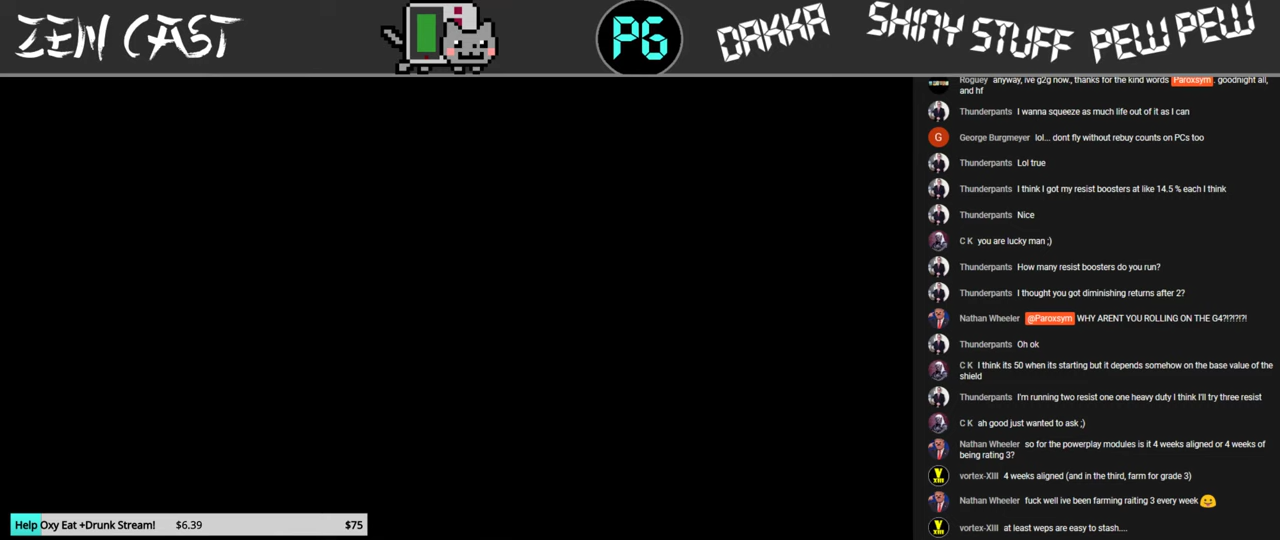 ZEN CAST
PG
DAKKA
SHINY STUFF PEW PEW
Roguey anyway, ive g2g now., thanks for the kind words Paroxsym. goodnight all,
and hf
Thunderpants I wanna squeeze as much life out of it as I can
G George Burgmeyer lol... dont fly without rebuy counts on PCs too
Thunderpants Lol true
Thunderpants I think I got my resist boosters at like 14.5 % each I think
Thunderpants Nice
C K you are lucky man ;)
Thunderpants How many resist boosters do you run?
Thunderpants I thought you got diminishing returns after 2?
Nathan Wheeler @Paroxsym WHY ARENT YOU ROLLING ON THE G4?!?!?!?!
Thunderpants Oh ok
C K I think its 50 when its starting but it depends somehow on the base value of the
shield
Thunderpants I'm running two resist one one heavy duty I think I'll try three resist
C K ah good just wanted to ask ;)
Nathan Wheeler so for the powerplay modules is it 4 weeks aligned or 4 weeks of
being rating 3?
V XIII vortex-XIII 4 weeks aligned (and in the third, farm for grade 3)
Nathan Wheeler fuck well ive been farming raiting 3 every week
V XIII vortex-XIII at least weps are easy to stash....
Help Oxy Eat +Drunk Stream! $6.39 $75